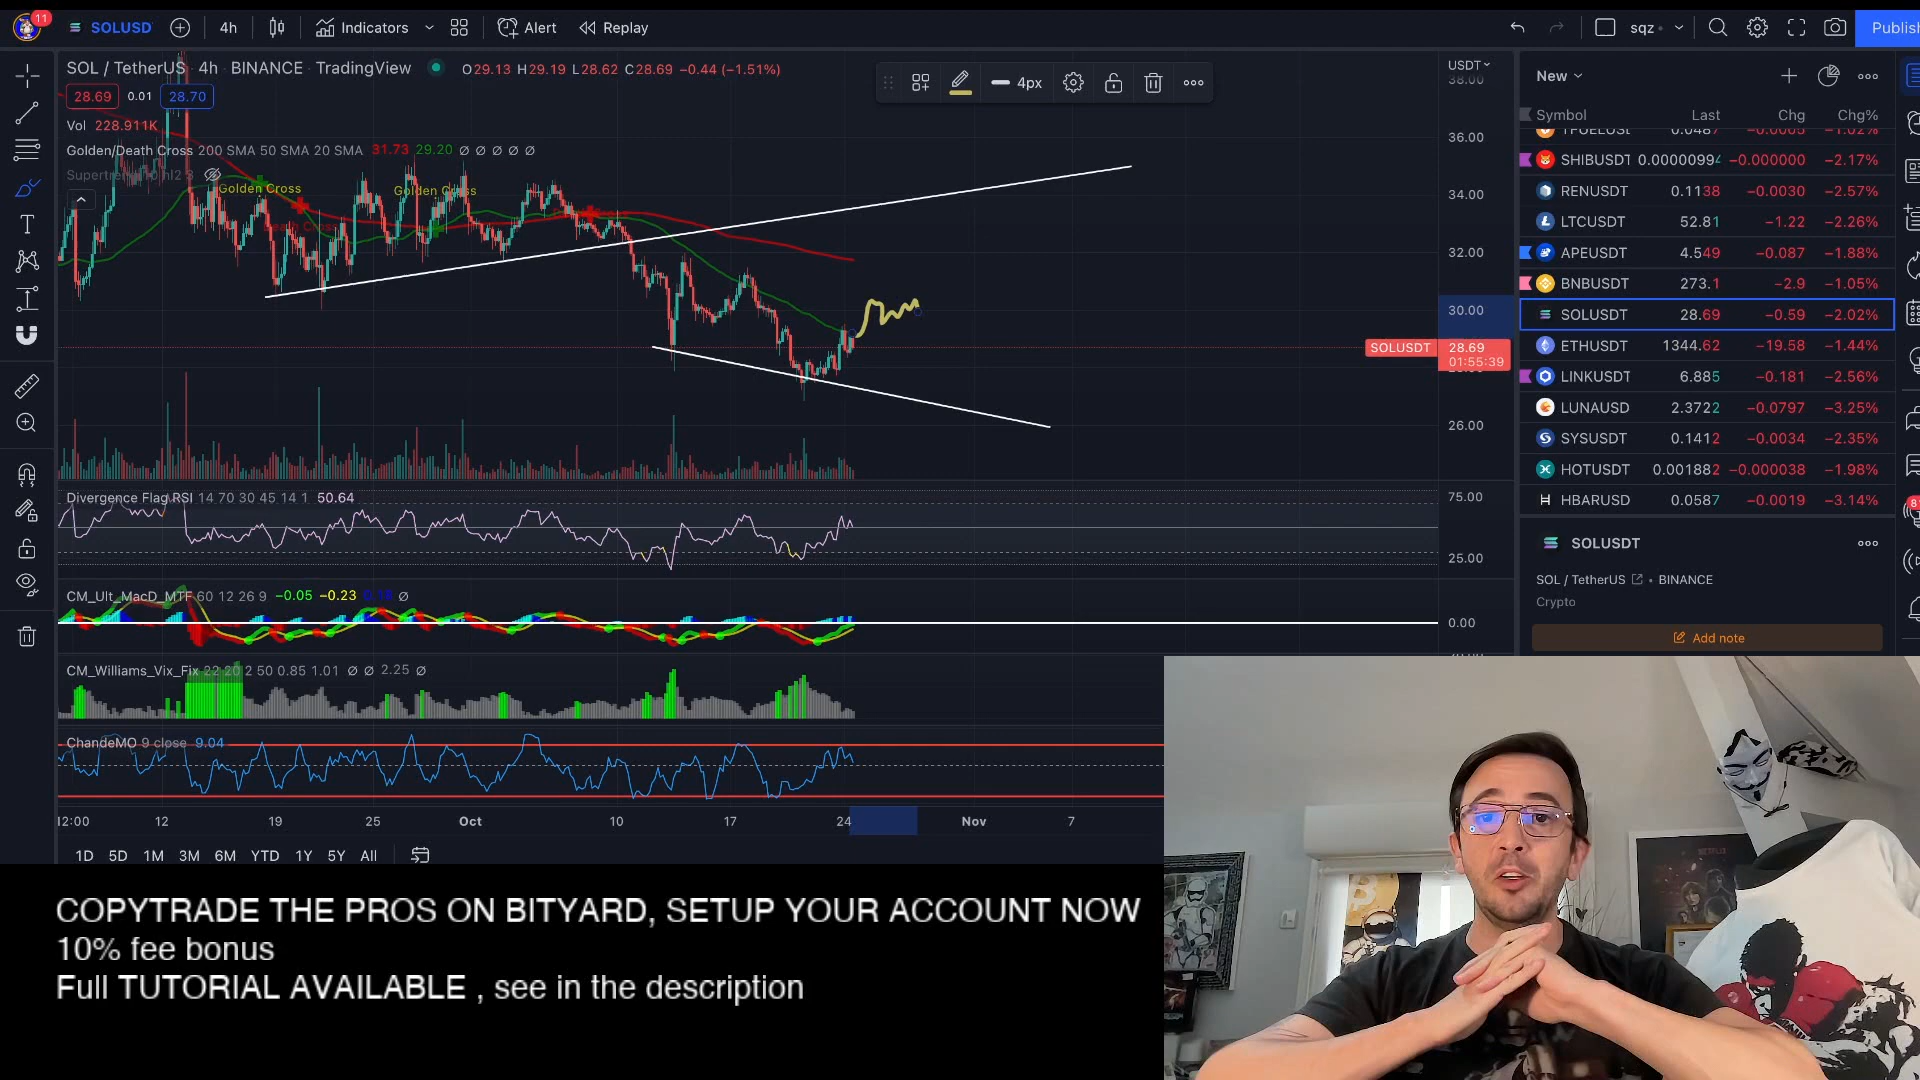 11
SOLUSD
4h
Indicators
Alert
Replay
sqz
Publish
SOL / TetherUS · 4h · BINANCE · TradingView
O29.13 H29.19 L28.62 C28.69 −0.44 (−1.51%)
4px
USDT
New
28.69 0.01 28.70
38.00
Symbol Last Chg Chg%
Vol 228.911K
36.00
Golden/Death Cross 200 SMA 50 SMA 20 SMA 31.73 29.20 ∅ ∅ ∅ ∅ ∅
SHIBUSDT 0.00000994 −0.000000 −2.17%
Supertrend 10 hl2 3
Golden Cross
Golden Cross
RENUSDT 0.1138 −0.0030 −2.57%
34.00
LTCUSDT 52.81 −1.22 −2.26%
32.00
APEUSDT 4.549 −0.087 −1.88%
BNBUSDT 273.1 −2.9 −1.05%
30.00
SOLUSDT 28.69 −0.59 −2.02%
SOLUSDT 28.69
01:55:39
ETHUSDT 1344.62 −19.58 −1.44%
LINKUSDT 6.885 −0.181 −2.56%
LUNAUSD 2.3722 −0.0797 −3.25%
26.00
SYSUSDT 0.1412 −0.0034 −2.35%
HOTUSDT 0.001882 −0.000038 −1.98%
HBARUSD 0.0587 −0.0019 −3.14%
Divergence Flag RSI 14 70 30 45 14 1 50.64
75.00
25.00
SOLUSDT
SOL / TetherUS • BINANCE
Crypto
Add note
CM_Ult_MacD_MTF 60 12 26 9 −0.05 −0.23
0.00
CM_Williams_Vix_Fix 22 20 2 50 0.85 1.01 ∅ ∅ 2.25 ∅
ChandeMO 9 close 9.04
12:00 12 19 25 Oct 10 17 24 Nov 7
1D 5D 1M 3M 6M YTD 1Y 5Y All
COPYTRADE THE PROS ON BITYARD, SETUP YOUR ACCOUNT NOW
10% fee bonus
Full TUTORIAL AVAILABLE , see in the description
NETFLIX